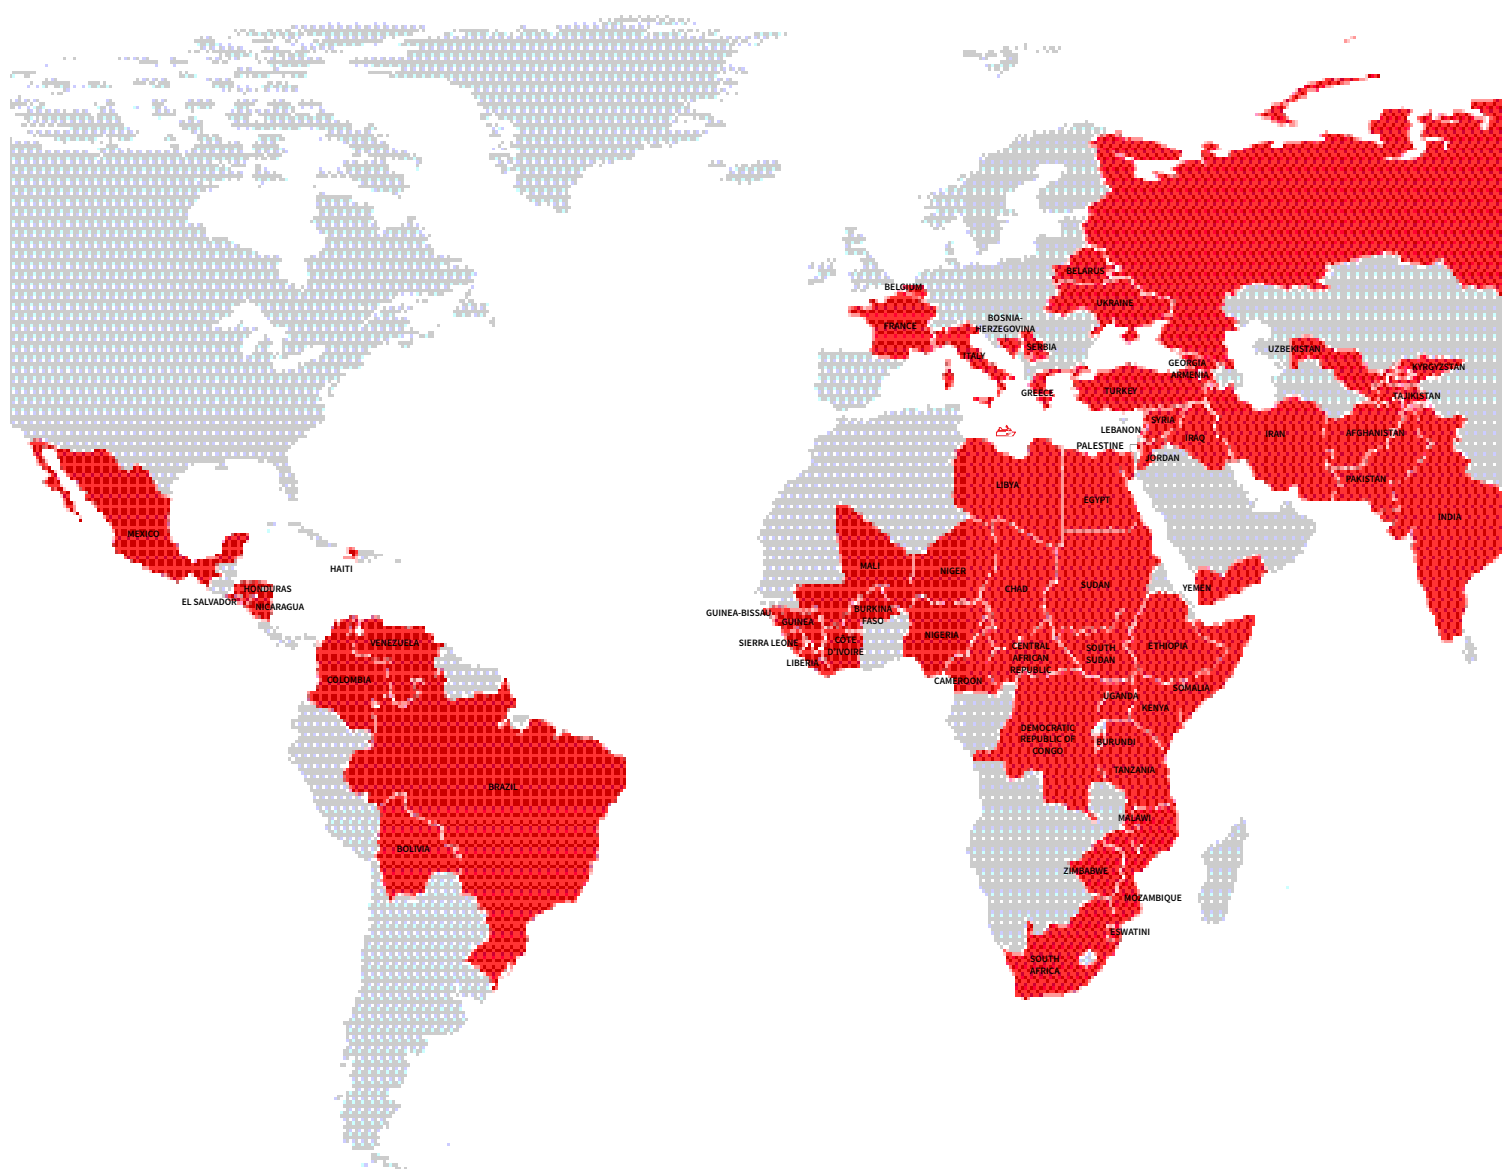 BELARUS
BELGIUM
UKRAINE
BOSNIA-
HERZEGOVINA
FRANCE
SERBIA
UZBEKISTAN
ITALY
GEORGIA
KYRGYZSTAN
ARMENIA
GREECE
TURKEY
TAJIKISTAN
SYRIA
LEBANON
IRAQ
IRAN
AFGHANISTAN
PALESTINE
JORDAN
PAKISTAN
LIBYA
EGYPT
INDIA
MEXICO
HAITI
MALI
NIGER
CHAD
SUDAN
YEMEN
HONDURAS
EL SALVADOR
NICARAGUA
GUINEA-BISSAU
BURKINA
FASO
GUINEA
NIGERIA
SIERRA LEONE
CÔTE
D'IVOIRE
LIBERIA
VENEZUELA
COLOMBIA
CENTRAL
AFRICAN
REPUBLIC
SOUTH
SUDAN
ETHIOPIA
CAMEROON
SOMALIA
UGANDA
KENYA
DEMOCRATIC
REPUBLIC OF
CONGO
BURUNDI
TANZANIA
BRAZIL
MALAWI
BOLIVIA
ZIMBABWE
MOZAMBIQUE
ESWATINI
SOUTH
AFRICA